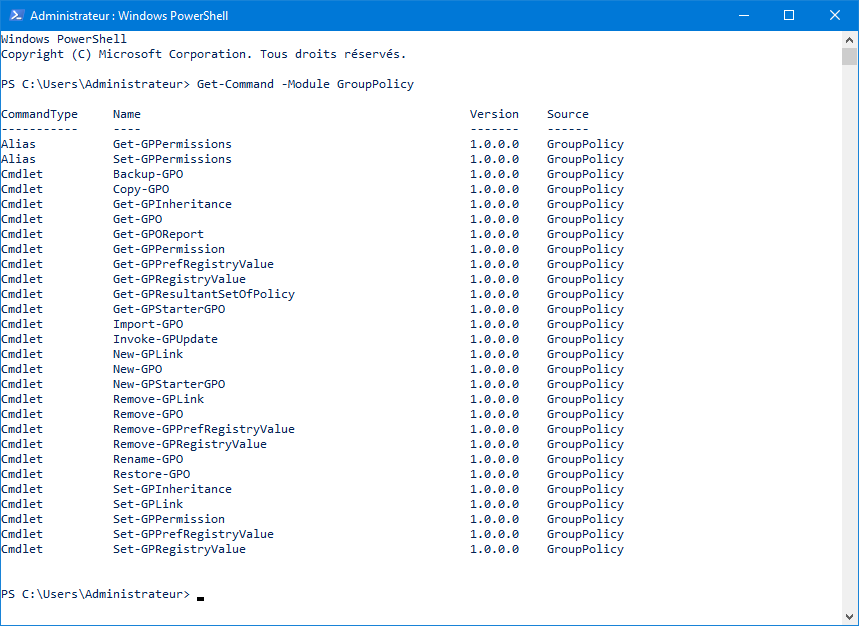 Administrateur : Windows PowerShell
Windows PowerShell
Copyright (C) Microsoft Corporation. Tous droits réservés.
PS C:\Users\Administrateur> Get-Command -Module GroupPolicy
CommandType     Name                                               Version    Source
-----------     ----                                               -------    ------
Alias           Get-GPPermissions                                  1.0.0.0    GroupPolicy
Alias           Set-GPPermissions                                  1.0.0.0    GroupPolicy
Cmdlet          Backup-GPO                                         1.0.0.0    GroupPolicy
Cmdlet          Copy-GPO                                           1.0.0.0    GroupPolicy
Cmdlet          Get-GPInheritance                                  1.0.0.0    GroupPolicy
Cmdlet          Get-GPO                                            1.0.0.0    GroupPolicy
Cmdlet          Get-GPOReport                                      1.0.0.0    GroupPolicy
Cmdlet          Get-GPPermission                                   1.0.0.0    GroupPolicy
Cmdlet          Get-GPPrefRegistryValue                            1.0.0.0    GroupPolicy
Cmdlet          Get-GPRegistryValue                                1.0.0.0    GroupPolicy
Cmdlet          Get-GPResultantSetOfPolicy                         1.0.0.0    GroupPolicy
Cmdlet          Get-GPStarterGPO                                   1.0.0.0    GroupPolicy
Cmdlet          Import-GPO                                         1.0.0.0    GroupPolicy
Cmdlet          Invoke-GPUpdate                                    1.0.0.0    GroupPolicy
Cmdlet          New-GPLink                                         1.0.0.0    GroupPolicy
Cmdlet          New-GPO                                            1.0.0.0    GroupPolicy
Cmdlet          New-GPStarterGPO                                   1.0.0.0    GroupPolicy
Cmdlet          Remove-GPLink                                      1.0.0.0    GroupPolicy
Cmdlet          Remove-GPO                                         1.0.0.0    GroupPolicy
Cmdlet          Remove-GPPrefRegistryValue                         1.0.0.0    GroupPolicy
Cmdlet          Remove-GPRegistryValue                             1.0.0.0    GroupPolicy
Cmdlet          Rename-GPO                                         1.0.0.0    GroupPolicy
Cmdlet          Restore-GPO                                        1.0.0.0    GroupPolicy
Cmdlet          Set-GPInheritance                                  1.0.0.0    GroupPolicy
Cmdlet          Set-GPLink                                         1.0.0.0    GroupPolicy
Cmdlet          Set-GPPermission                                   1.0.0.0    GroupPolicy
Cmdlet          Set-GPPrefRegistryValue                            1.0.0.0    GroupPolicy
Cmdlet          Set-GPRegistryValue                                1.0.0.0    GroupPolicy
PS C:\Users\Administrateur>